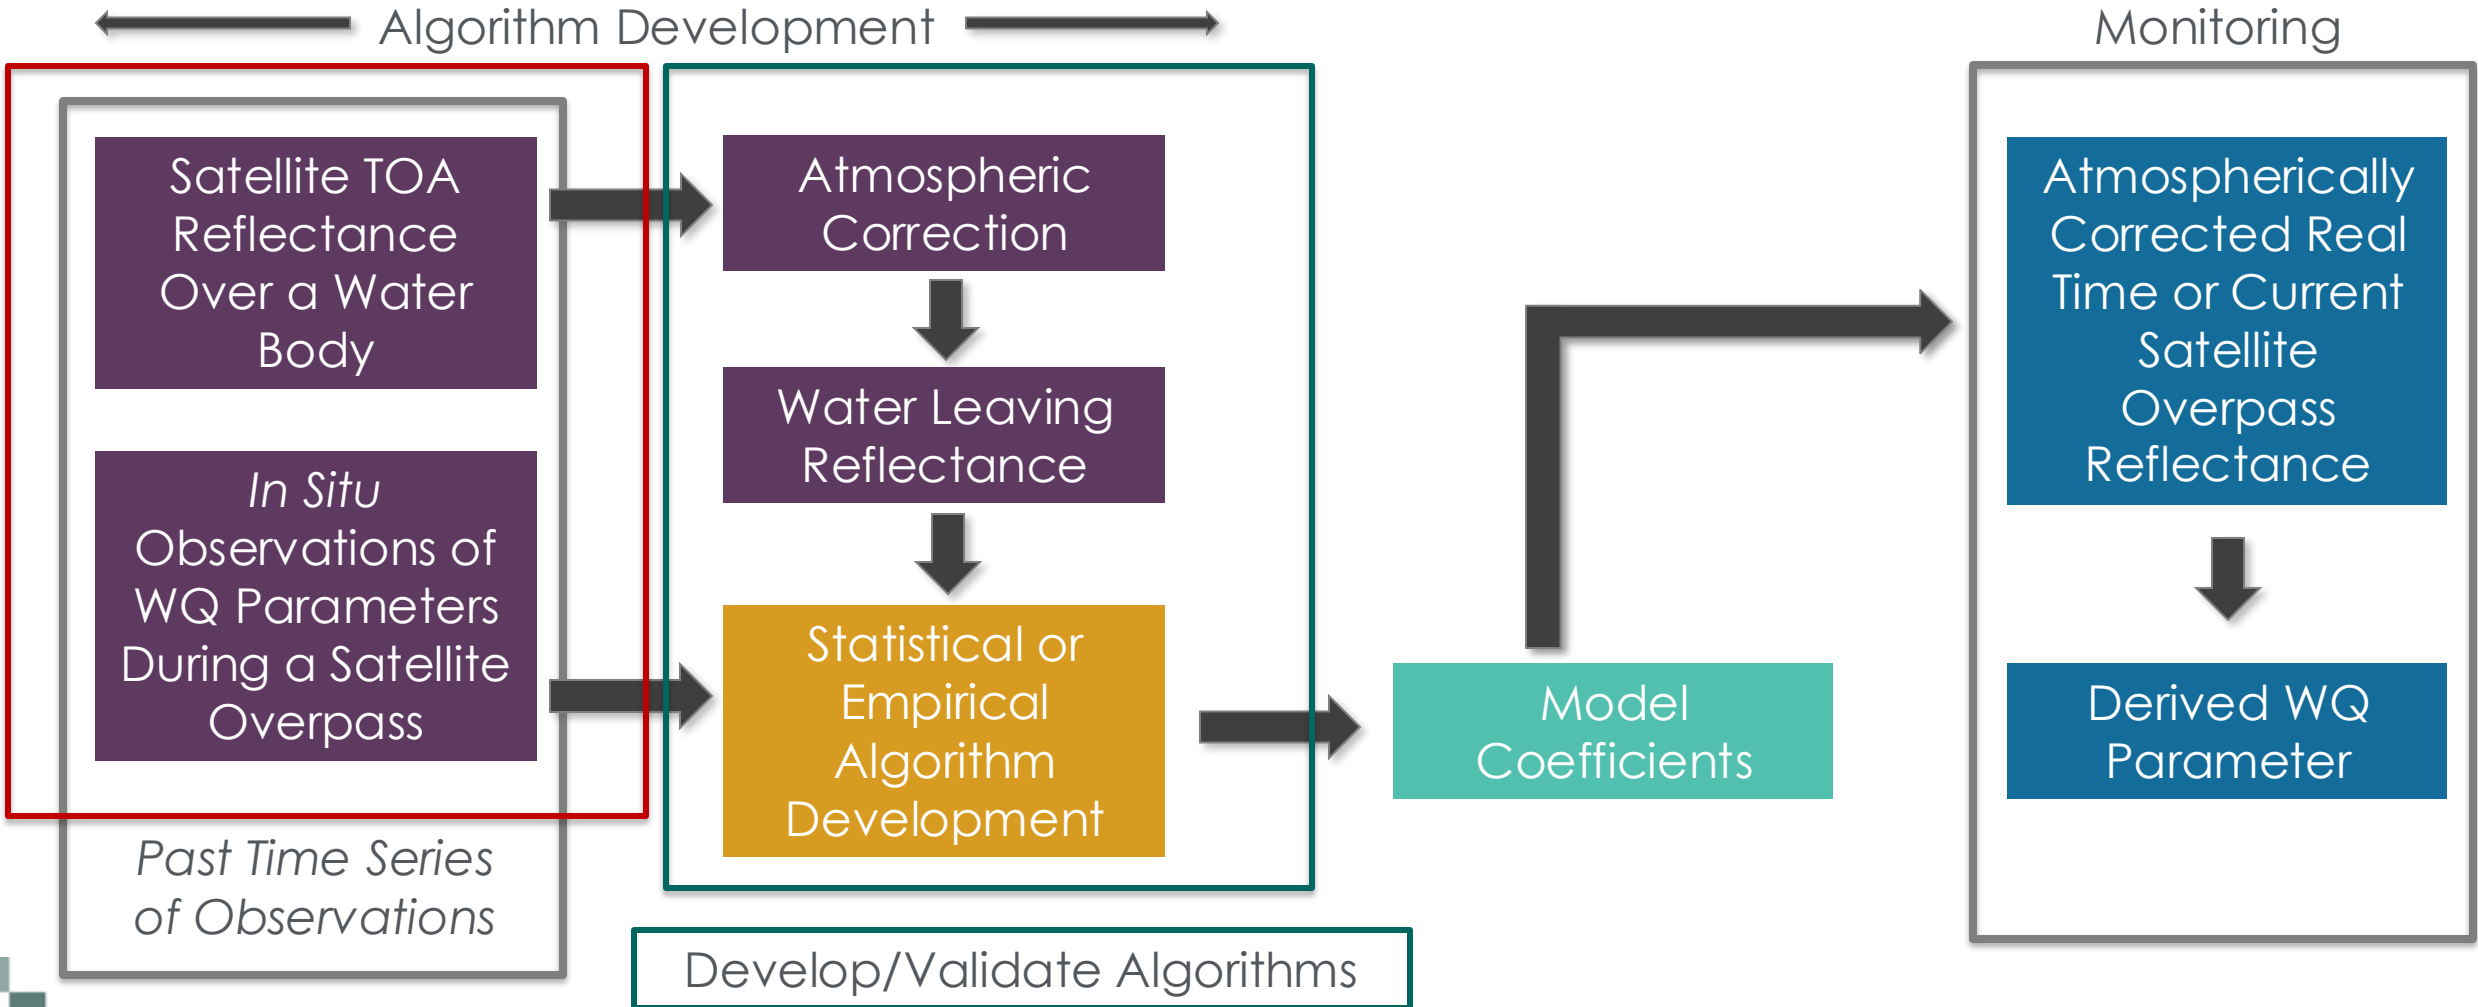 Algorithm Development
Monitoring
Satellite TOA
Reflectance
Over a Water
Body
In Situ
Observations of
WQ Parameters
During a Satellite
Overpass
Past Time Series
of Observations
Atmospheric
Correction
Water Leaving
Reflectance
Statistical or
Empirical
Algorithm
Development
Develop/Validate Algorithms
Model
Coefficients
Atmospherically
Corrected Real
Time or Current
Satellite
Overpass
Reflectance
Derived WQ
Parameter